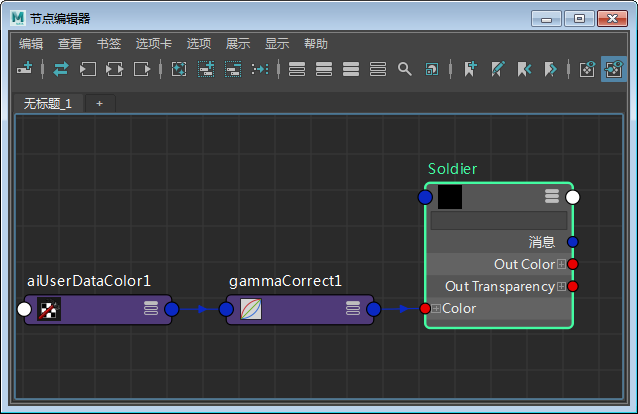 节点编辑器
编辑 查看 书签 选项卡 选项 展示 显示 帮助
无标题_1 +
Soldier
消息
Out Color
Out Transparency
Color
aiUserDataColor1
gammaCorrect1